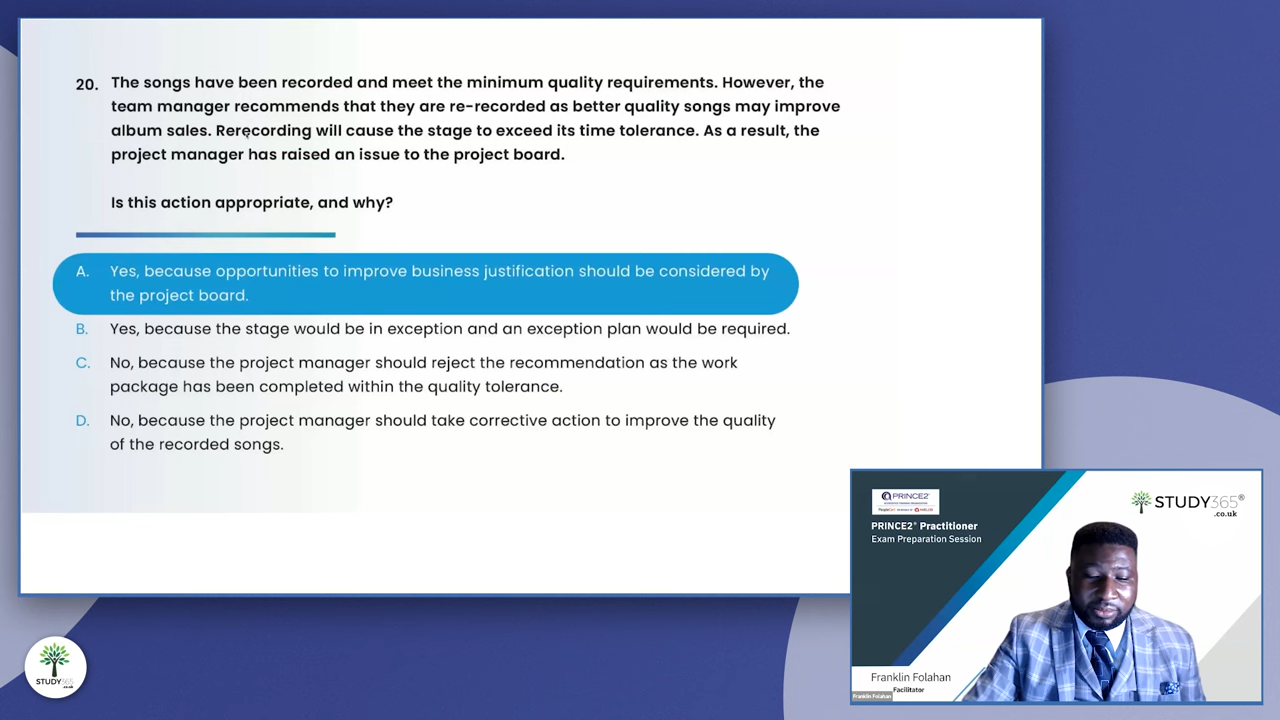 20. The songs have been recorded and meet the minimum quality requirements. However, the
team manager recommends that they are re-recorded as better quality songs may improve
album sales. Rerecording will cause the stage to exceed its time tolerance. As a result, the
project manager has raised an issue to the project board.
Is this action appropriate, and why?
A. Yes, because opportunities to improve business justification should be considered by
the project board.
B. Yes, because the stage would be in exception and an exception plan would be required.
C. No, because the project manager should reject the recommendation as the work
package has been completed within the quality tolerance.
D. No, because the project manager should take corrective action to improve the quality
of the recorded songs.
PRINCE2®
PRINCE2® Practitioner
Exam Preparation Session
STUDY365®
.co.uk
Franklin Folahan
Facilitator
Franklin Folahan
STUDY365
.co.uk